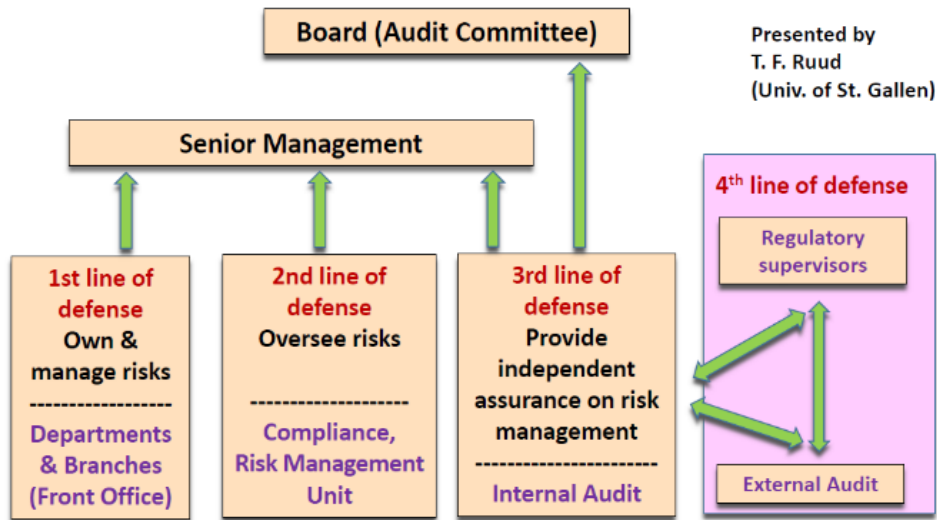 Board (Audit Committee)
Presented by
T. F. Ruud
(Univ. of St. Gallen)
Senior Management
1st line of
defense
Own &
manage risks
------------------
Departments
& Branches
(Front Office)
2nd line of
defense
Oversee risks
--------------------
Compliance,
Risk Management
Unit
3rd line of
defense
Provide
independent
assurance on risk
management
-----------------------
Internal Audit
4th line of defense
Regulatory
supervisors
External Audit